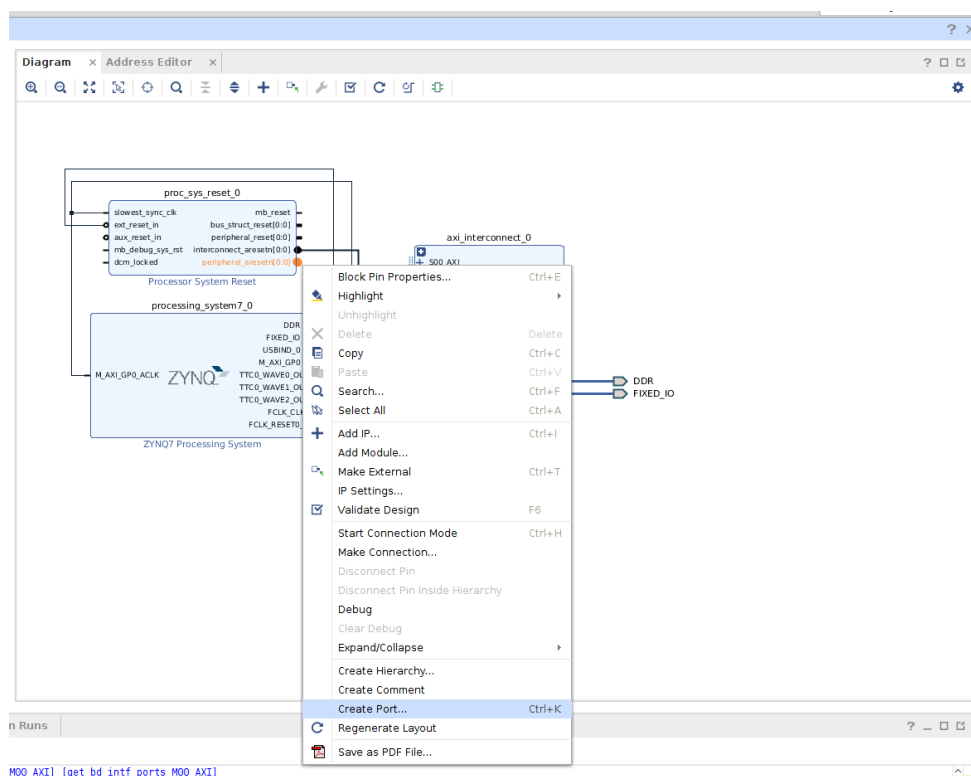 Diagram
Address Editor
proc_sys_reset_0
slowest_sync_clk
mb_reset
ext_reset_in
bus_struct_reset[0:0]
aux_reset_in
peripheral_reset[0:0]
mb_debug_sys_rst
interconnect_aresetn[0:0]
dcm_locked
peripheral_aresetn[0:0]
Processor System Reset
axi_interconnect_0
S00_AXI
processing_system7_0
DDR
FIXED_IO
USBIND_0
M_AXI_GP0
M_AXI_GP0_ACLK
ZYNQ
TTC0_WAVE0_OU
TTC0_WAVE1_OU
TTC0_WAVE2_OU
FCLK_CL
FCLK_RESET0_
ZYNQ7 Processing System
DDR
FIXED_IO
Block Pin Properties... Ctrl+E
Highlight
Unhighlight
Delete Delete
Copy Ctrl+C
Paste Ctrl+V
Search... Ctrl+F
Select All Ctrl+A
Add IP... Ctrl+I
Add Module...
Make External Ctrl+T
IP Settings...
Validate Design F6
Start Connection Mode Ctrl+H
Make Connection...
Disconnect Pin
Disconnect Pin Inside Hierarchy
Debug
Clear Debug
Expand/Collapse
Create Hierarchy...
Create Comment
Create Port... Ctrl+K
Regenerate Layout
Save as PDF File...
n Runs
M00_AXI] [get_bd_intf_ports M00_AXI]